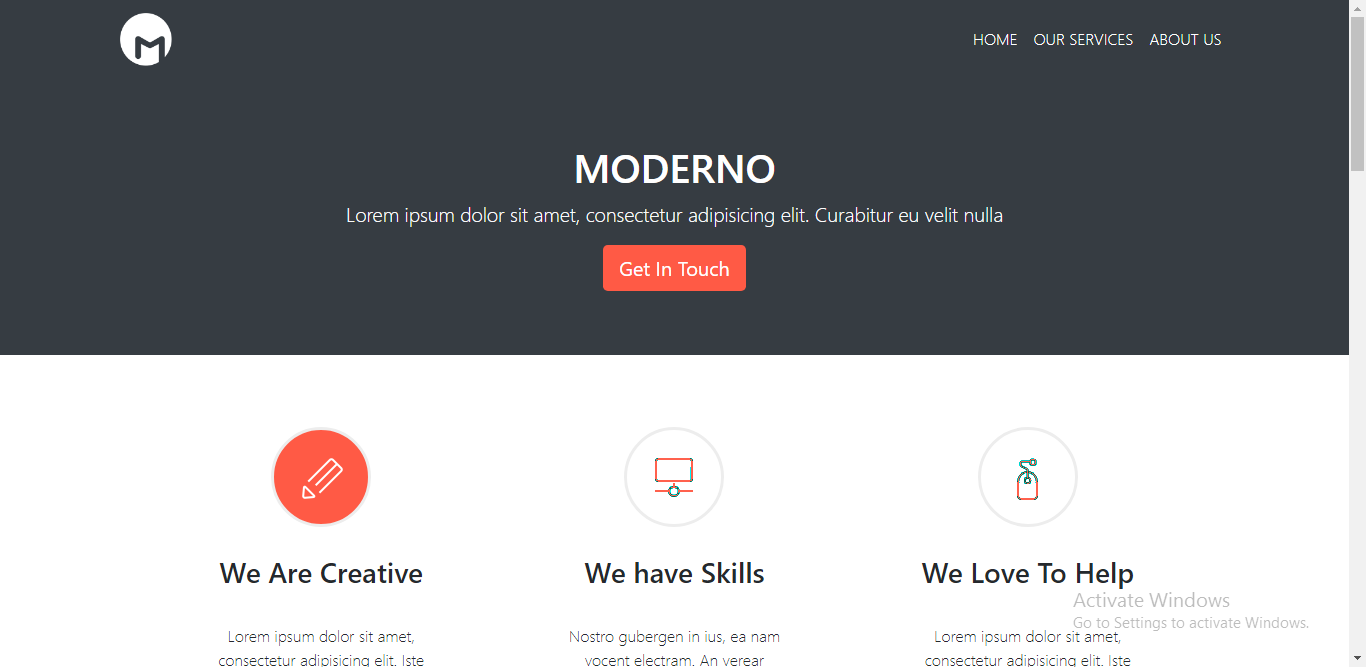 M
HOME OUR SERVICES ABOUT US
MODERNO
Lorem ipsum dolor sit amet, consectetur adipisicing elit. Curabitur eu velit nulla
Get In Touch
We Are Creative
Lorem ipsum dolor sit amet,
consectetur adipisicing elit. Iste
We have Skills
Nostro gubergen in ius, ea nam
vocent electram. An verear
We Love To Help
Lorem ipsum dolor sit amet,
consectetur adipisicing elit. Iste
Activate Windows
Go to Settings to activate Windows.